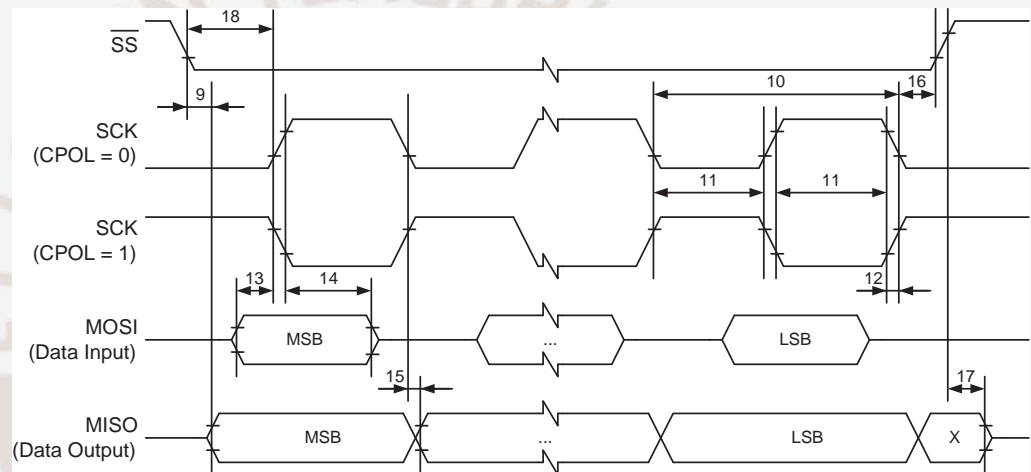 18
SS
10
16
9
SCK
(CPOL = 0)
11
11
SCK
(CPOL = 1)
12
13
14
MOSI
(Data Input)
MSB
...
LSB
15
17
MISO
(Data Output)
MSB
...
LSB
X